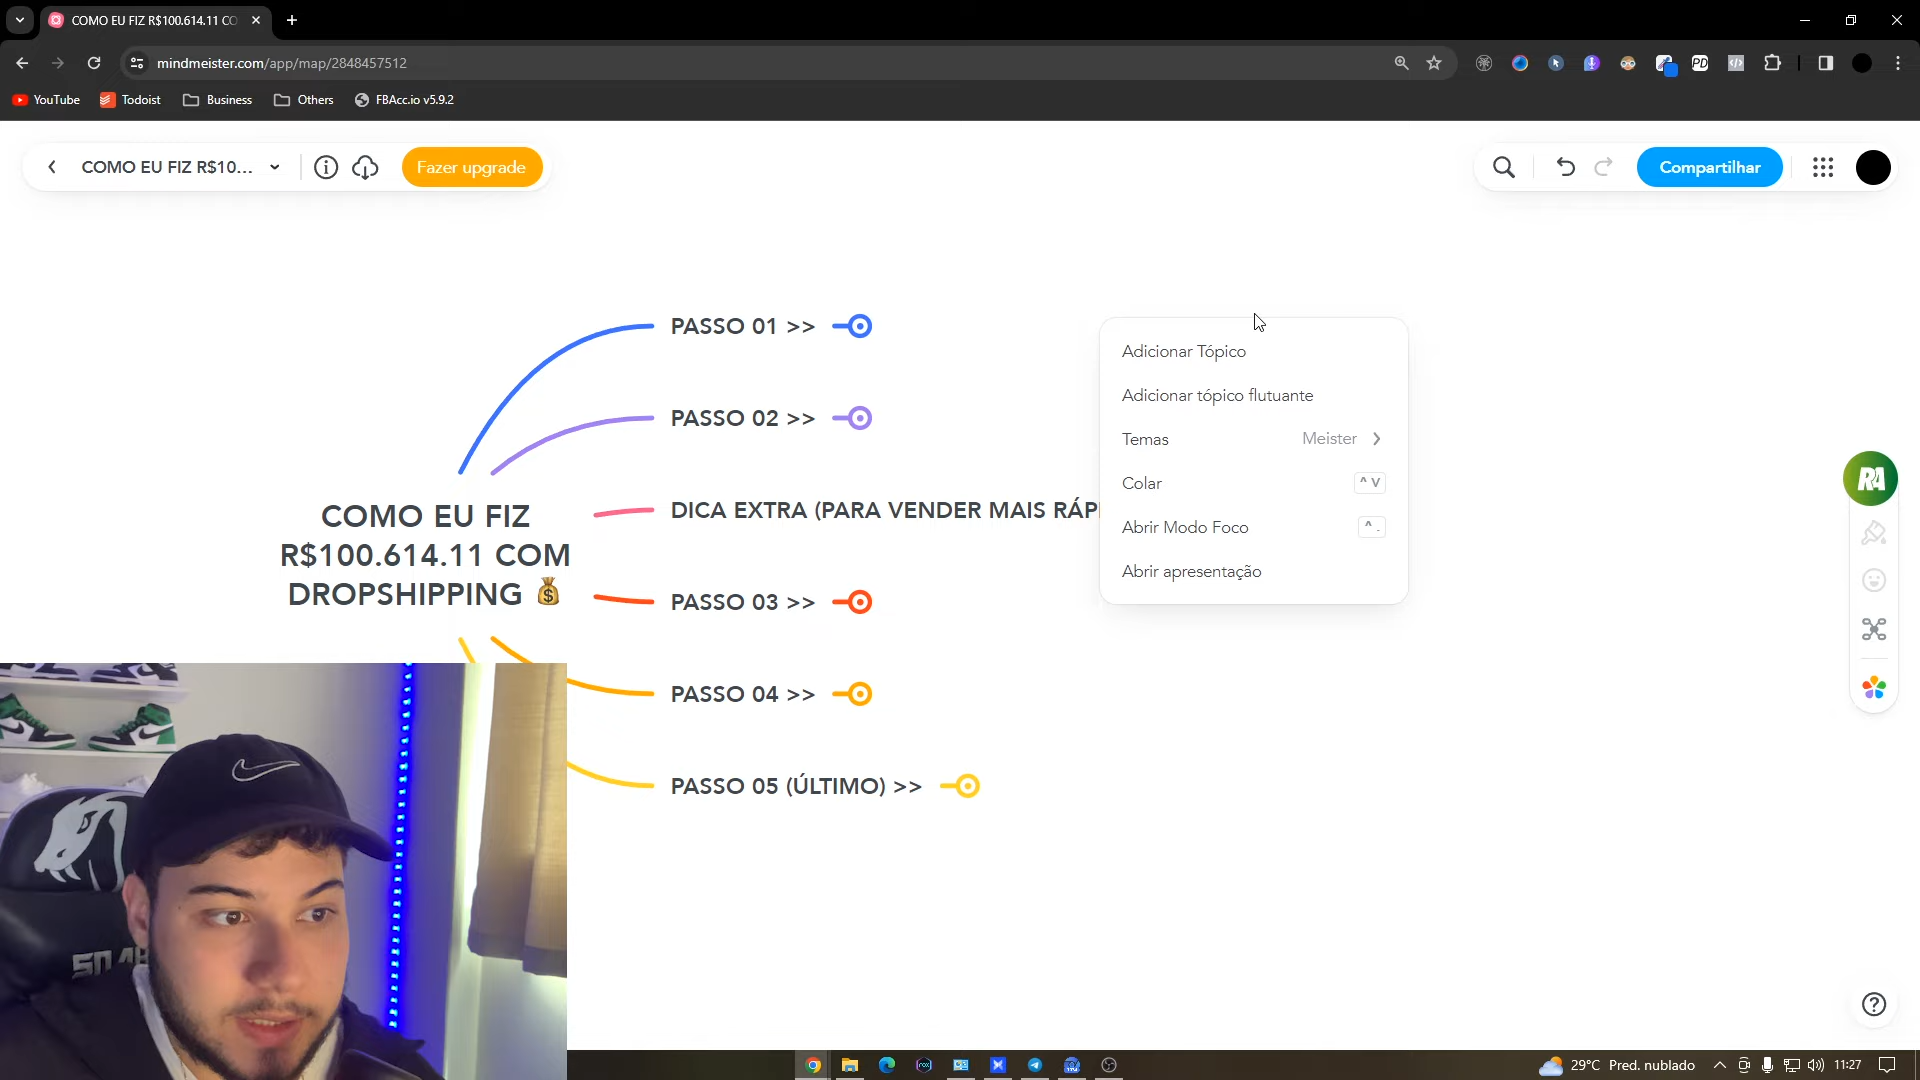 COMO EU FIZ R$100.614.11 CO
mindmeister.com/app/map/2848457512
YouTube
Todoist
Business
Others
FBAcc.io v5.9.2
COMO EU FIZ R$10...
Fazer upgrade
Compartilhar
PASSO 01 >>
PASSO 02 >>
DICA EXTRA (PARA VENDER MAIS RÁPI
PASSO 03 >>
PASSO 04 >>
PASSO 05 (ÚLTIMO) >>
COMO EU FIZ
R$100.614.11 COM
DROPSHIPPING 💰
Adicionar Tópico
Adicionar tópico flutuante
Temas Meister >
Colar ^ V
Abrir Modo Foco ^ .
Abrir apresentação
RA
PD
29°C Pred. nublado
11:27